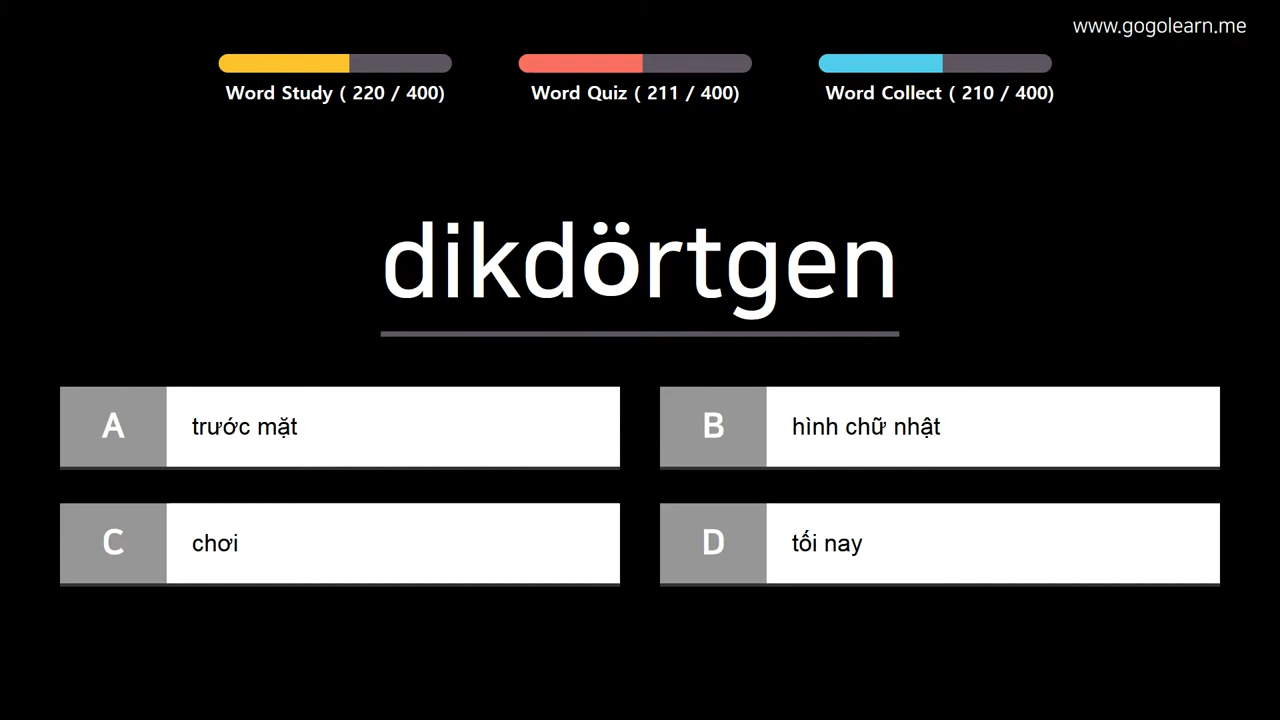 www.gogolearn.me
Word Study ( 220 / 400)
Word Quiz ( 211 / 400)
Word Collect ( 210 / 400)
dikdörtgen
A trước mặt
B hình chữ nhật
C chơi
D tối nay